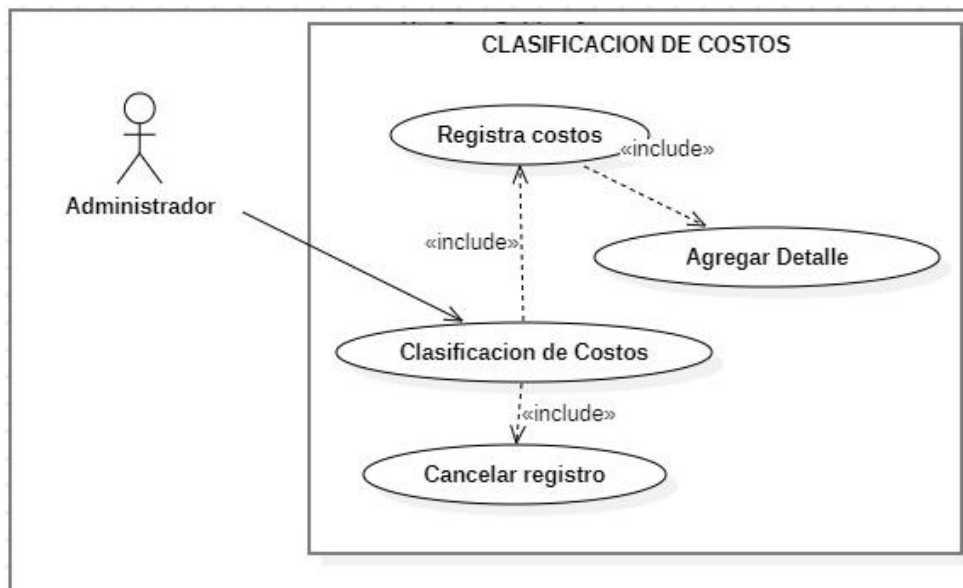 CLASIFICACION DE COSTOS
Registra costos
«include»
Administrador
«include»
Agregar Detalle
Clasificacion de Costos
«include»
Cancelar registro